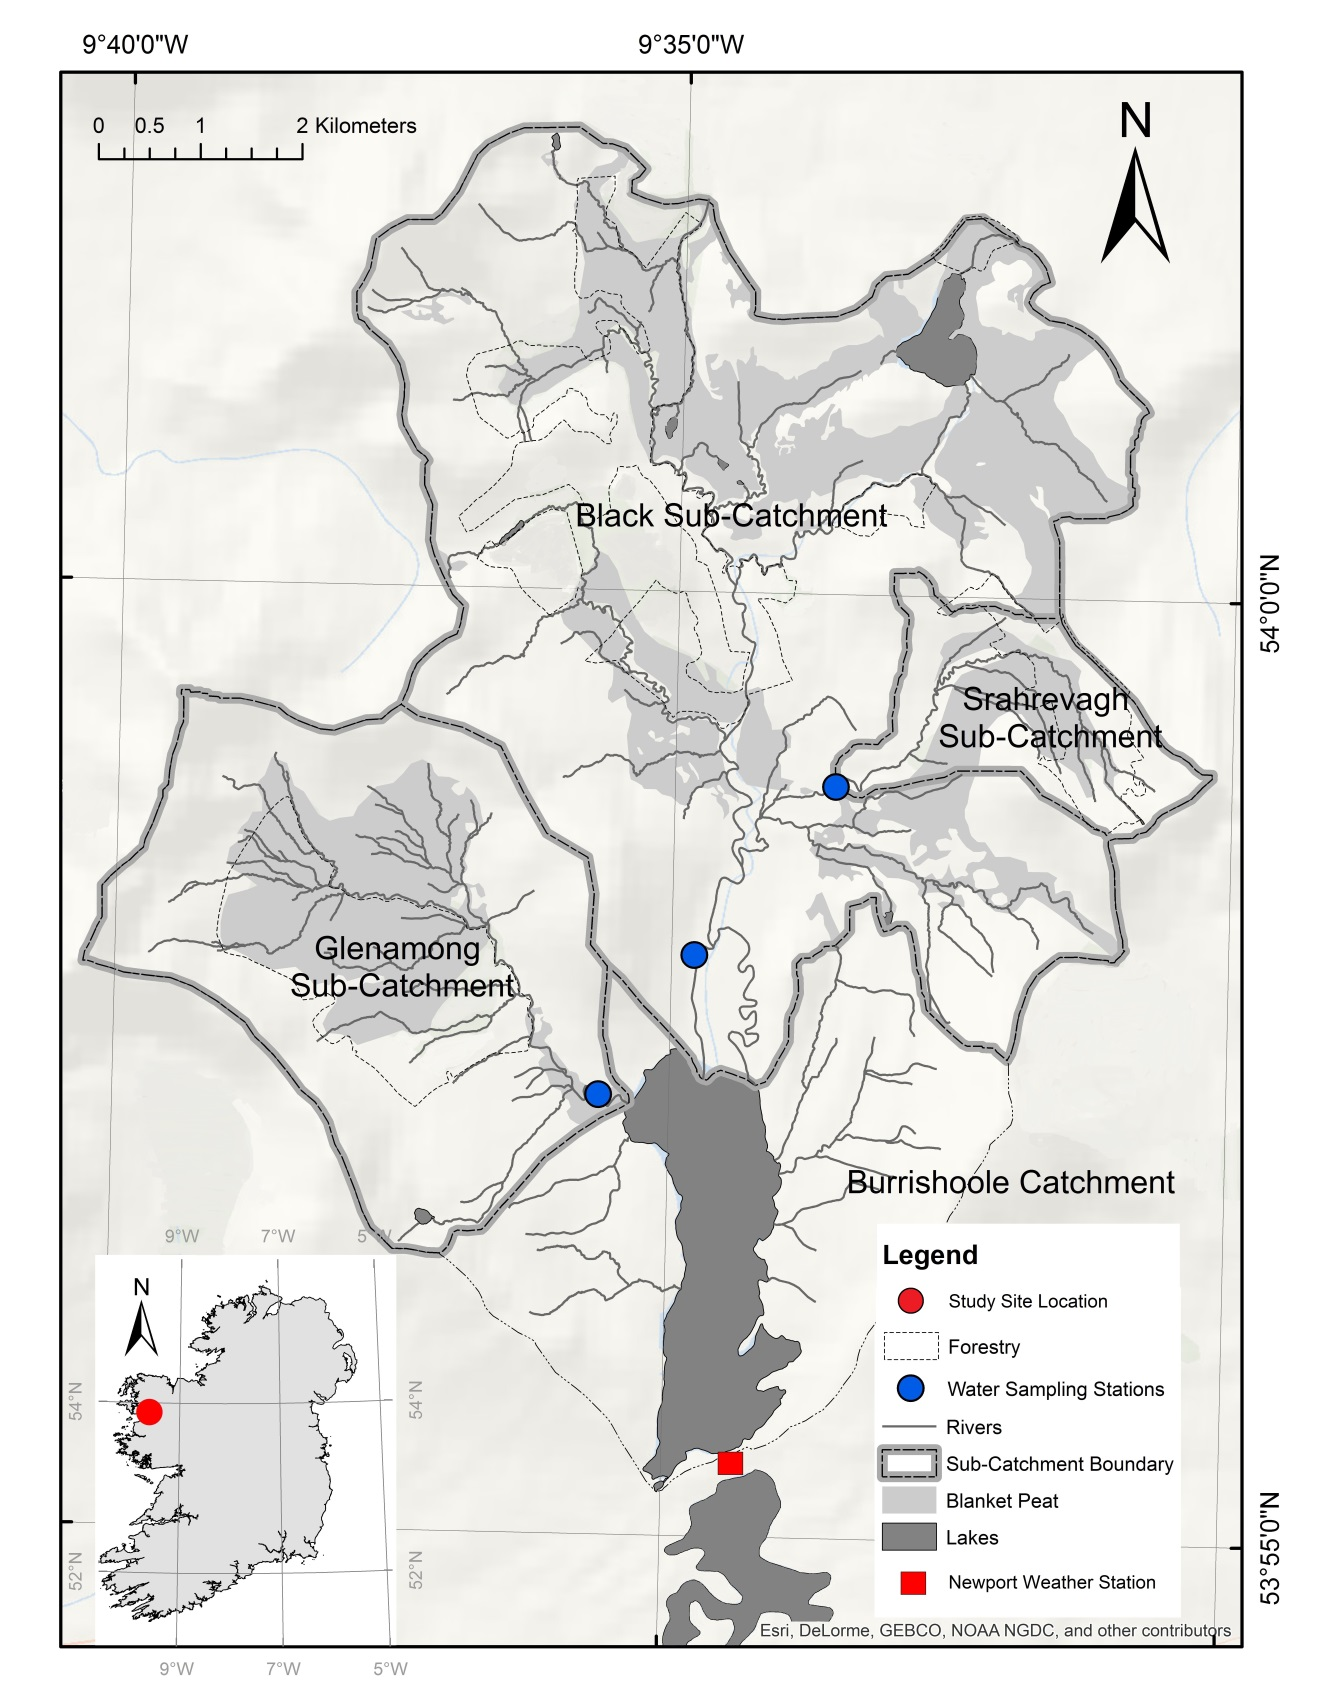 9°40'0"W
9°35'0"W
0 0.5 1 2 Kilometers
N
Black Sub-Catchment
54°0'0"N
Srahrevagh
Sub-Catchment
Glenamong
Sub-Catchment
Burrishoole Catchment
9°W 7°W 5°W
N
54°N
54°N
52°N
52°N
9°W 7°W 5°W
Legend
Study Site Location
Forestry
Water Sampling Stations
Rivers
Sub-Catchment Boundary
Blanket Peat
Lakes
Newport Weather Station
53°55'0"N
Esri, DeLorme, GEBCO, NOAA NGDC, and other contributors